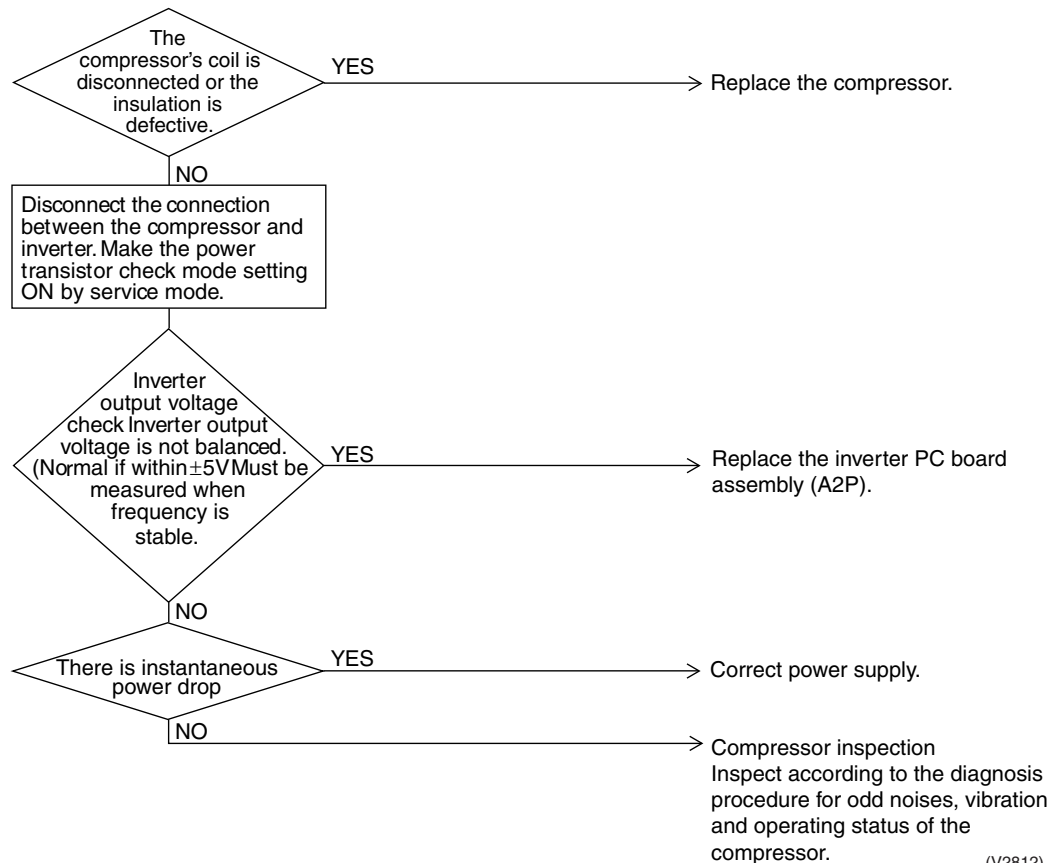 The
compressor's coil is
disconnected or the
insulation is
defective.
YES
Replace the compressor.
NO
Disconnect the connection
between the compressor and
inverter. Make the power
transistor check mode setting
ON by service mode.
Inverter
output voltage
check Inverter output
voltage is not balanced.
(Normal if within ±5V Must be
measured when
frequency is
stable.
YES
Replace the inverter PC board
assembly (A2P).
NO
There is instantaneous
power drop
YES
Correct power supply.
NO
Compressor inspection
Inspect according to the diagnosis
procedure for odd noises, vibration
and operating status of the
compressor.
(V2812)